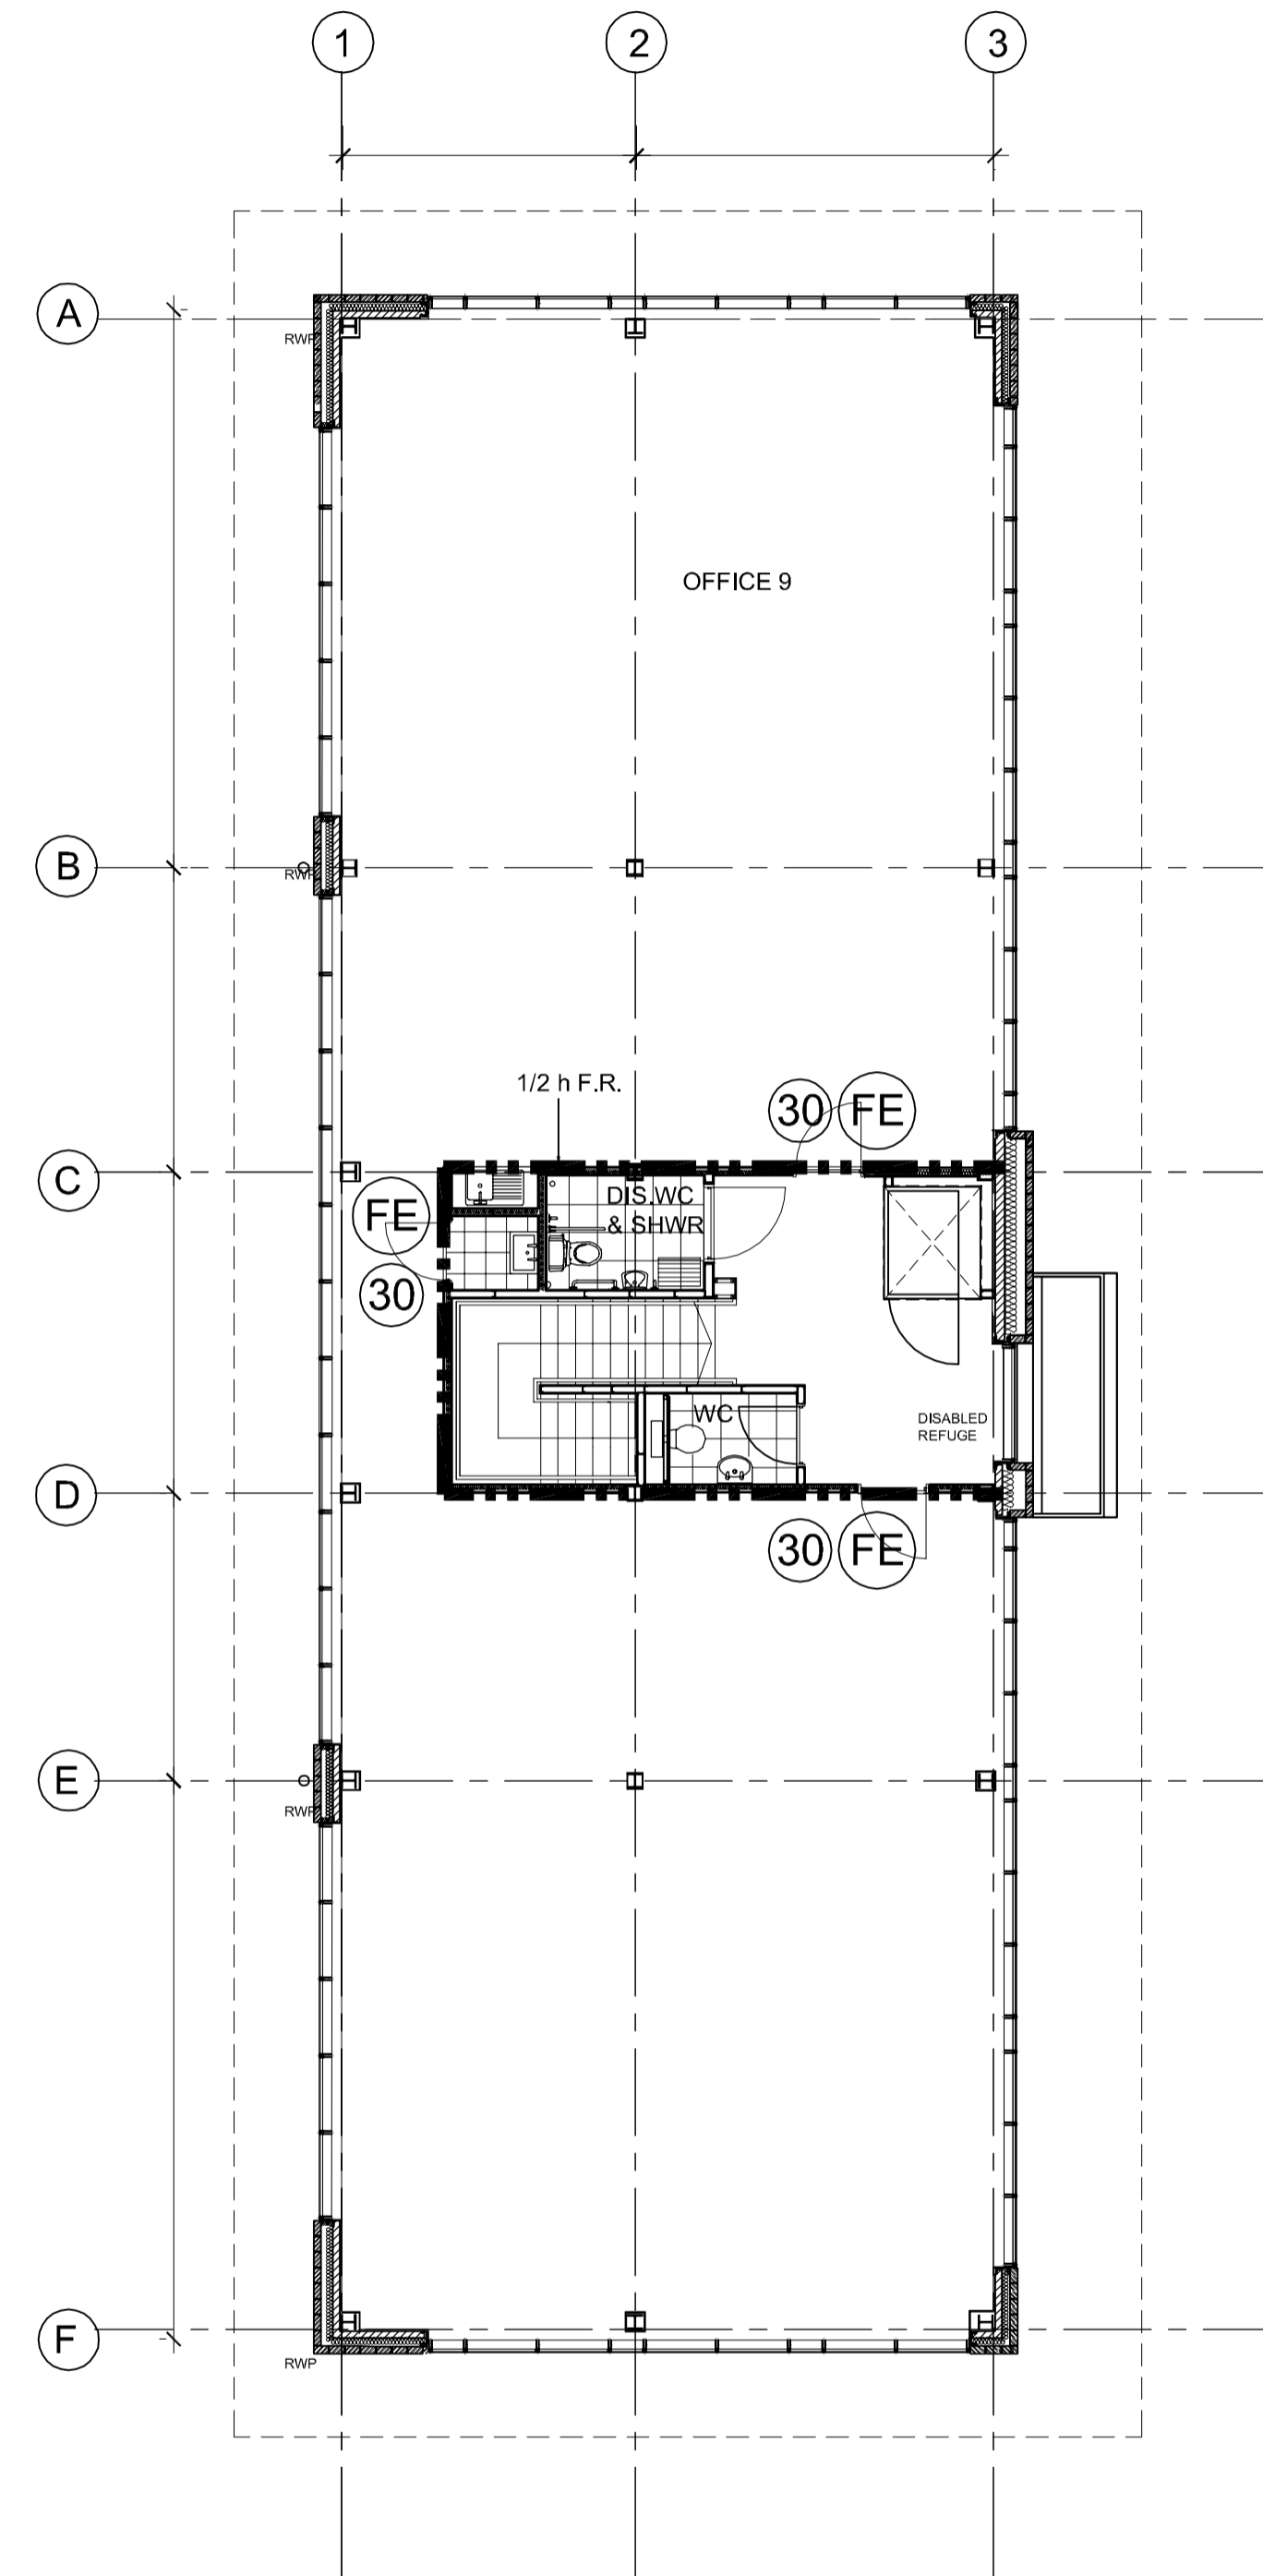 1
2
3
A
RWP
OFFICE 9
B
RWP
1/2 h F.R.
30
FE
C
FE
DIS.WC
& SHWR
30
WC
DISABLED
REFUGE
D
30
FE
E
RWP
F
RWP